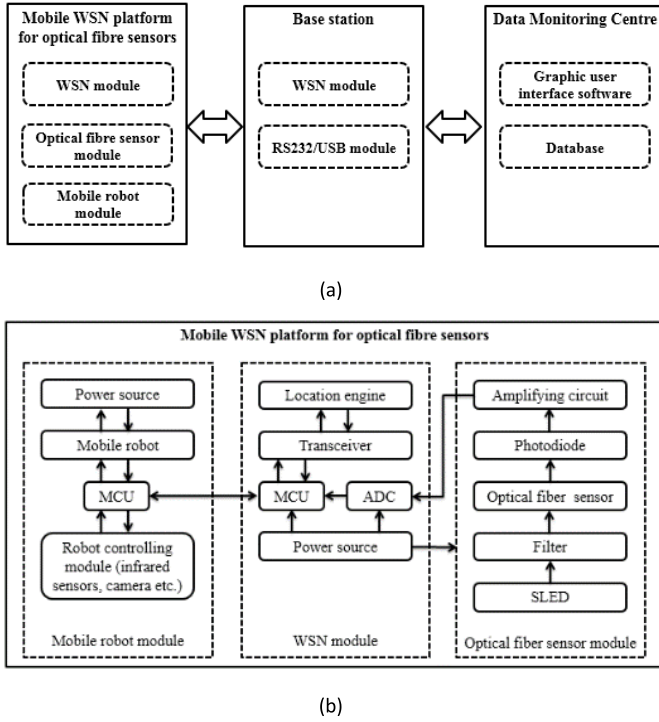 Mobile WSN platform
for optical fibre sensors
WSN module
Optical fibre sensor
module
Mobile robot
module
Base station
WSN module
RS232/USB module
Data Monitoring Centre
Graphic user
interface software
Database
(a)
Mobile WSN platform for optical fibre sensors
Power source
Mobile robot
MCU
Robot controlling
module (infrared
sensors, camera etc.)
Mobile robot module
Location engine
Transceiver
MCU
ADC
Power source
WSN module
Amplifying circuit
Photodiode
Optical fiber sensor
Filter
SLED
Optical fiber sensor module
(b)